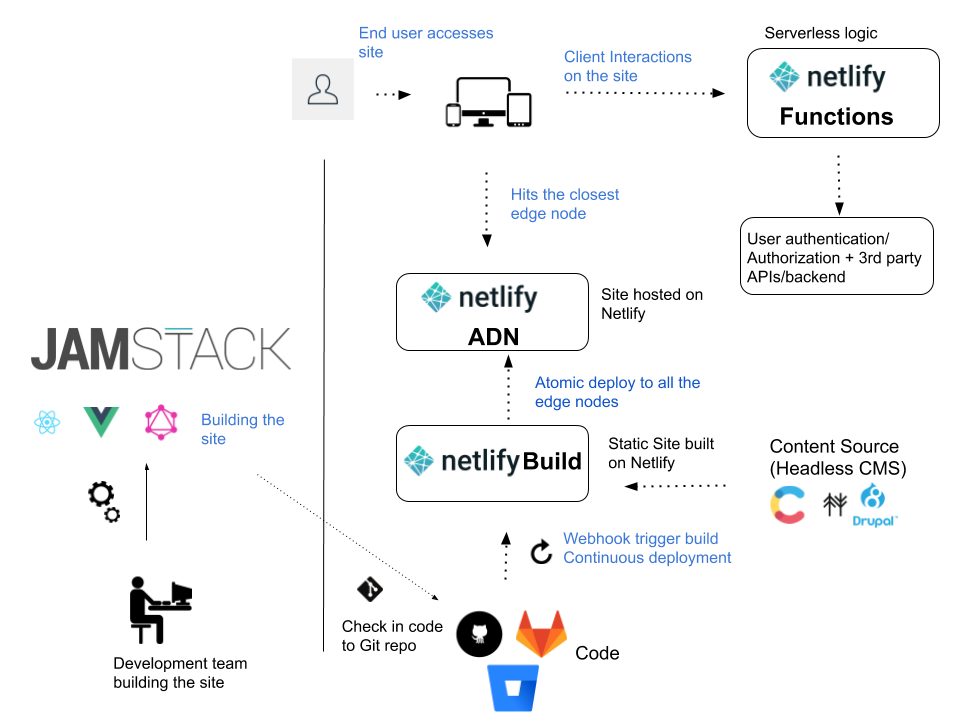 End user accesses
site
Client Interactions
on the site
Serverless logic
netlify
Functions
Hits the closest
edge node
User authentication/
Authorization + 3rd party
APIs/backend
netlify
ADN
Site hosted on
Netlify
JAMSTACK
Building the
site
Atomic deploy to all the
edge nodes
netlify Build
Static Site built
on Netlify
Content Source
(Headless CMS)
Drupal™
Webhook trigger build
Continuous deployment
Check in code
to Git repo
Code
Development team
building the site